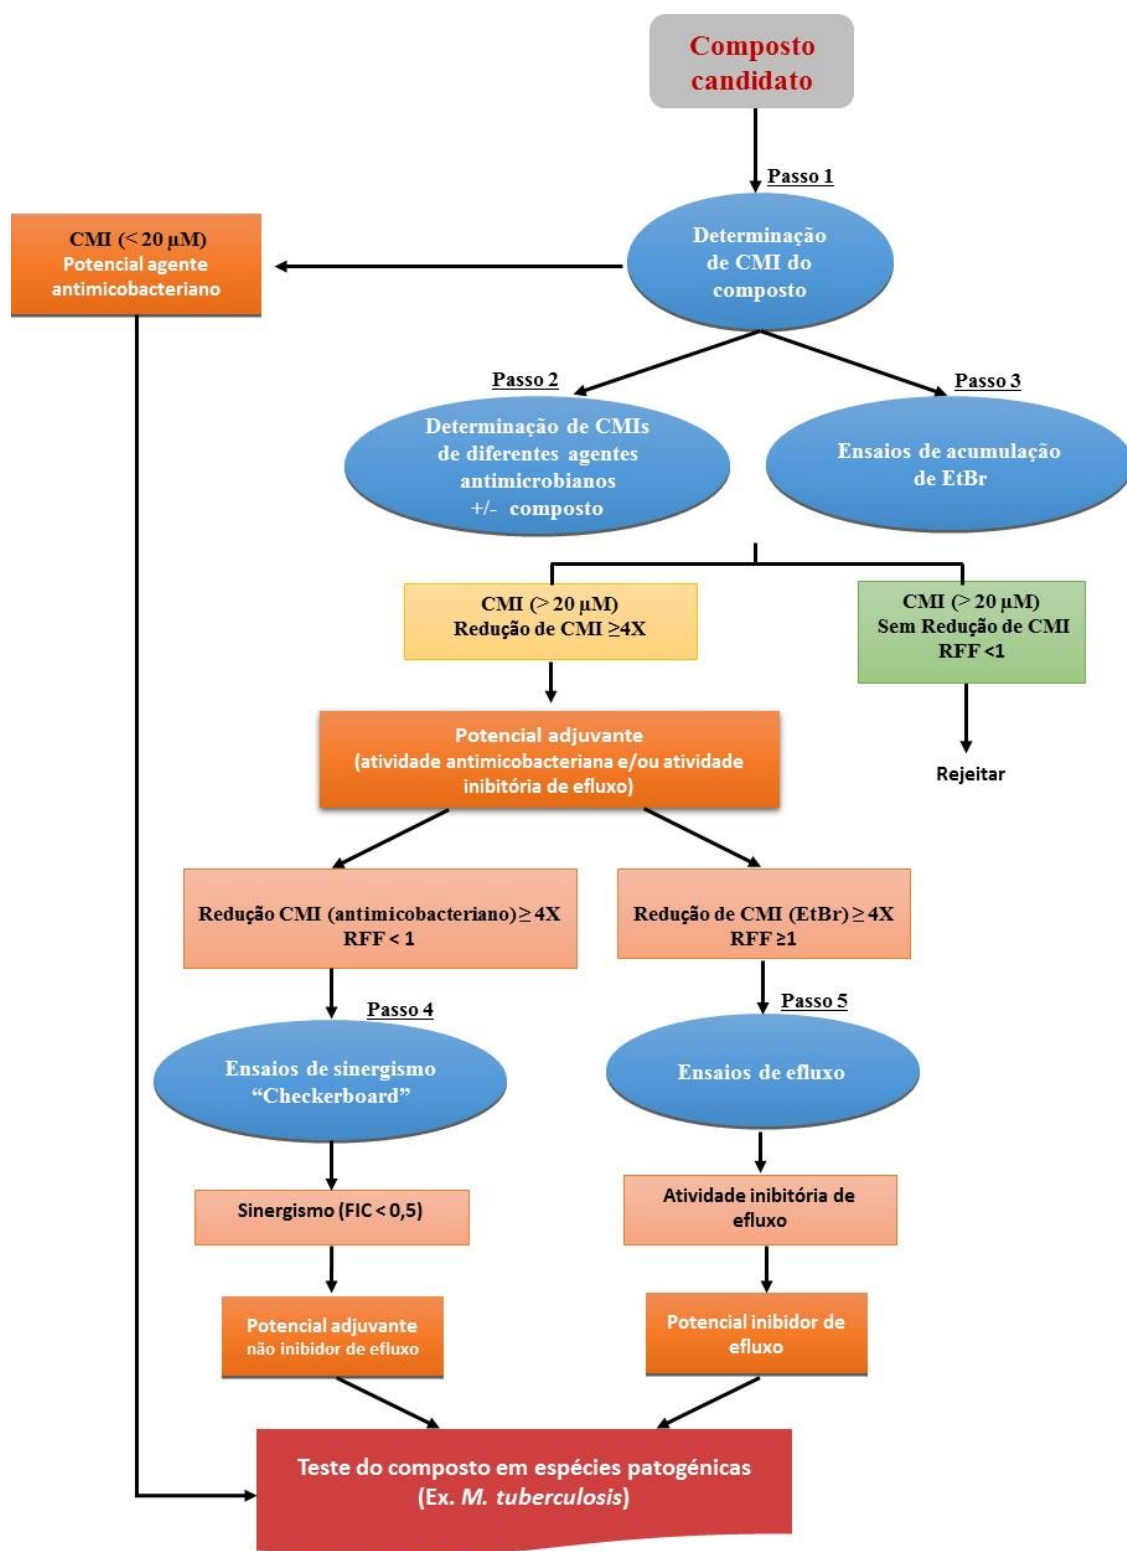 Composto
candidato
Passo 1
CMI (< 20 µM)
Potencial agente
antimicobacteriano
Determinação
de CMI do
composto
Passo 2
Passo 3
Determinação de CMIs
de diferentes agentes
antimicrobianos
+/- composto
Ensaios de acumulação
de EtBr
CMI (> 20 µM)
Redução de CMI ≥4X
CMI (> 20 µM)
Sem Redução de CMI
RFF <1
Potencial adjuvante
(atividade antimicobacteriana e/ou atividade
inibitória de efluxo)
Rejeitar
Redução CMI (antimicobacteriano) ≥ 4X
RFF < 1
Redução de CMI (EtBr) ≥ 4X
RFF ≥1
Passo 4
Passo 5
Ensaios de sinergismo
“Checkerboard”
Ensaios de efluxo
Sinergismo (FIC < 0,5)
Atividade inibitória de
efluxo
Potencial adjuvante
não inibidor de efluxo
Potencial inibidor de
efluxo
Teste do composto em espécies patogénicas
(Ex. M. tuberculosis)